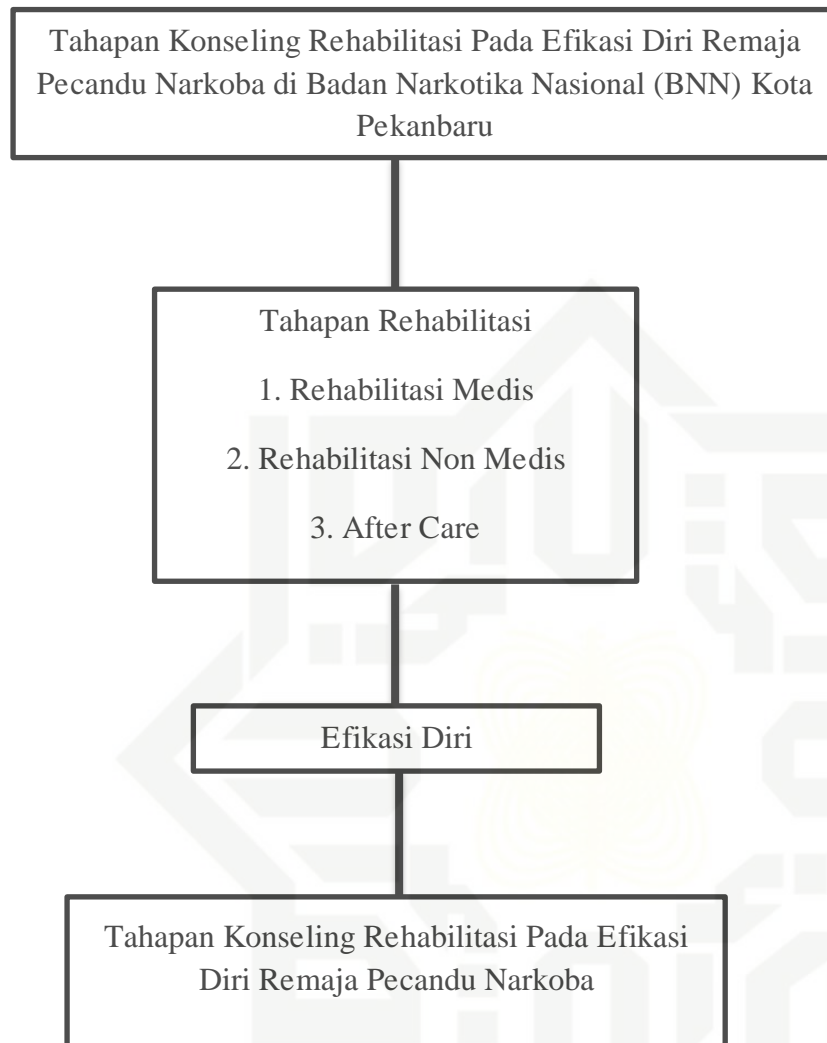 Tahapan Konseling Rehabilitasi Pada Efikasi Diri Remaja
Pecandu Narkoba di Badan Narkotika Nasional (BNN) Kota
Pekanbaru
Tahapan Rehabilitasi
1. Rehabilitasi Medis
2. Rehabilitasi Non Medis
3. After Care
Efikasi Diri
Tahapan Konseling Rehabilitasi Pada Efikasi
Diri Remaja Pecandu Narkoba